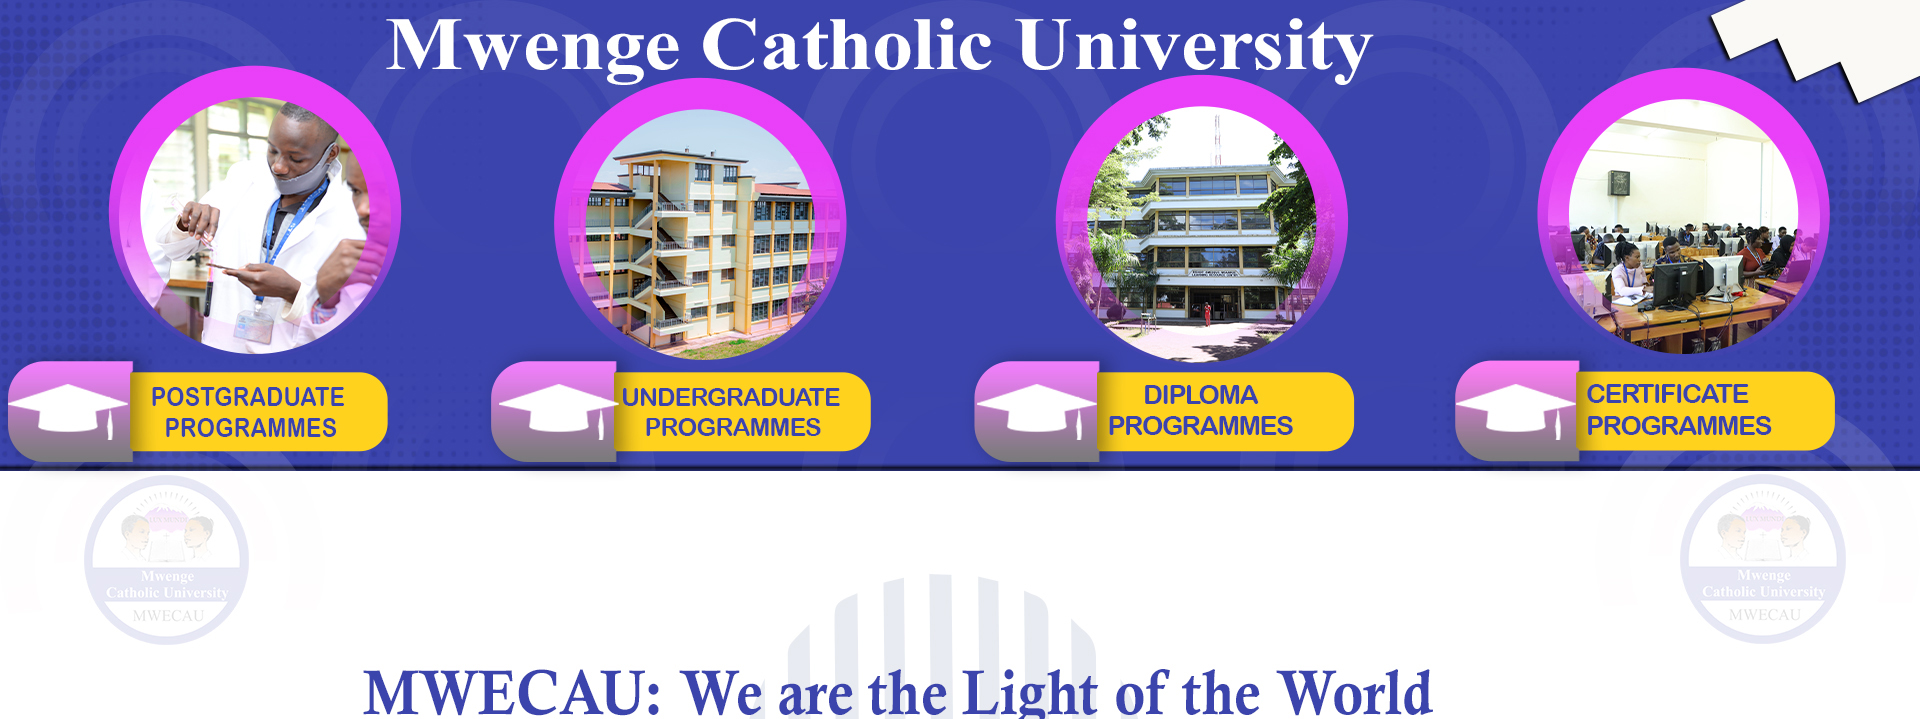 Mwenge Catholic University
POSTGRADUATE
PROGRAMMES
UNDERGRADUATE
PROGRAMMES
DIPLOMA
PROGRAMMES
CERTIFICATE
PROGRAMMES
Mwenge
Catholic University
MWECAU
Mwenge
Catholic University
MWECAU
MWECAU: We are the Light of the World